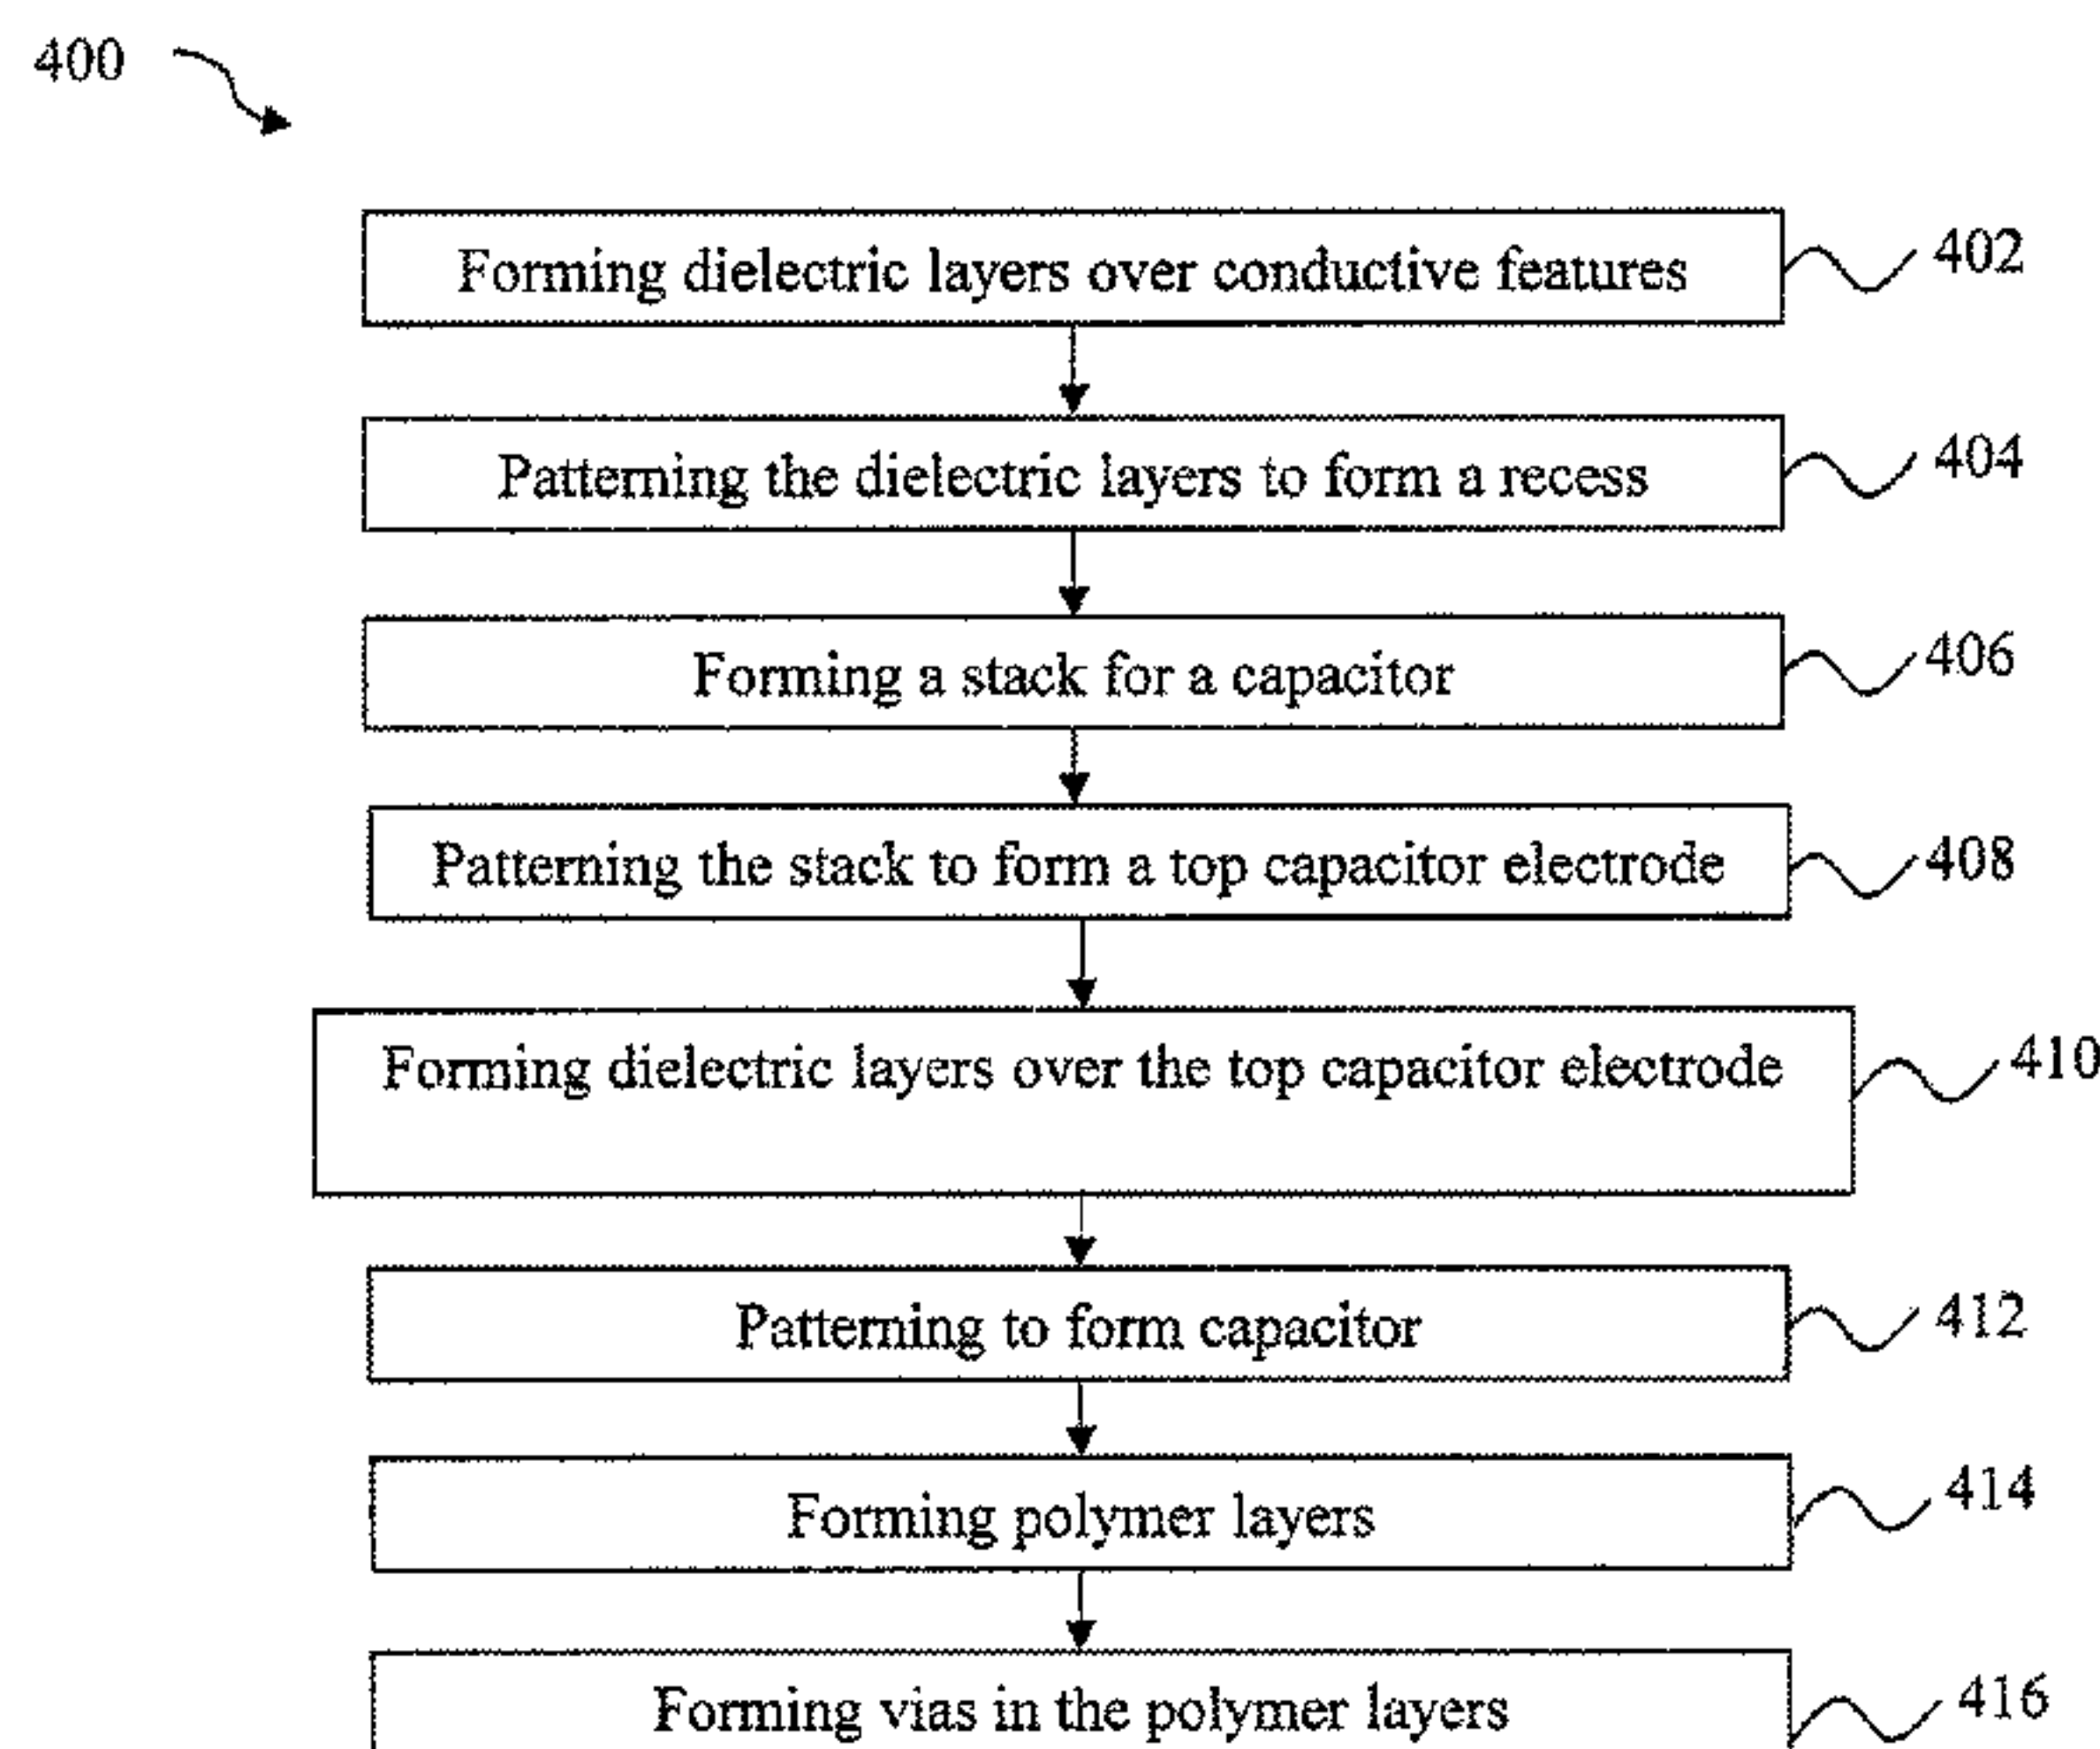 400
Forming dielectric layers over conductive features
402
Patterning the dielectric layers to form a recess
404
Forming a stack for a capacitor
406
Patterning the stack to form a top capacitor electrode
408
Forming dielectric layers over the top capacitor electrode
410
Patterning to form capacitor
412
Forming polymer layers
414
Forming vias in the polymer layers
416